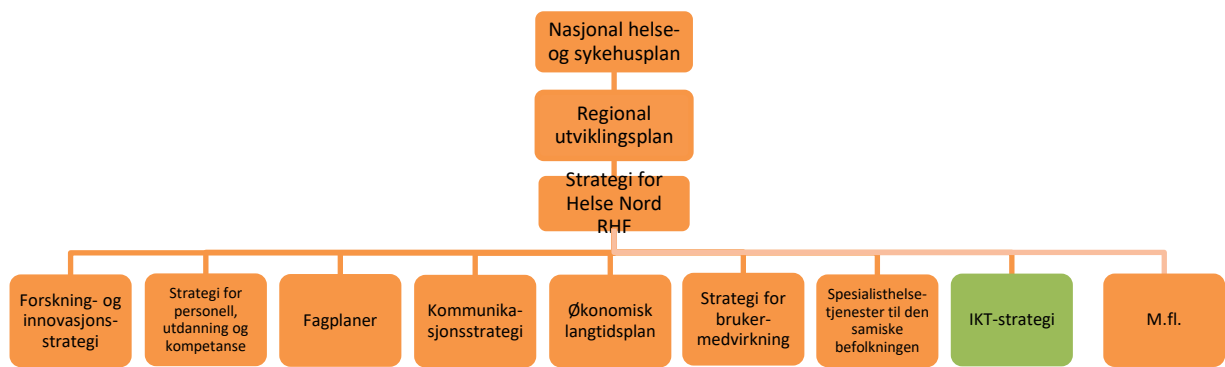 Nasjonal helse-
og sykehusplan
Regional
utviklingsplan
Strategi for
Helse Nord
RHF
Forskning- og
innovasjons-
strategi
Strategi for
personell,
utdanning og
kompetanse
Fagplaner
Kommunika-
sjonsstrategi
Økonomisk
langtidsplan
Strategi for
bruker-
medvirkning
Spesialisthelse-
tjenester til den
samiske
befolkningen
IKT-strategi
M.fl.